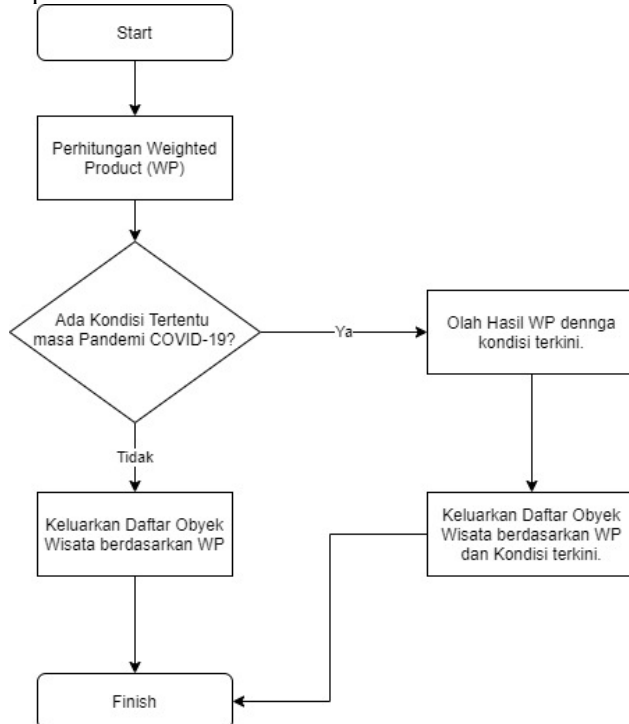 Start
Perhitungan Weighted
Product (WP)
Ada Kondisi Tertentu
masa Pandemi COVID-19?
Ya
Olah Hasil WP dennga
kondisi terkini.
Tidak
Keluarkan Daftar Obyek
Wisata berdasarkan WP
Keluarkan Daftar Obyek
Wisata berdasarkan WP
dan Kondisi terkini.
Finish